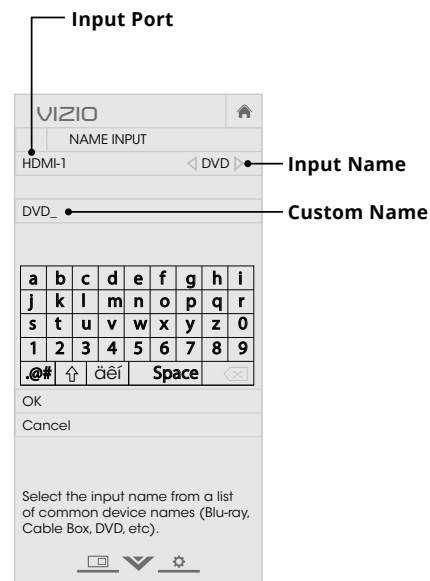 Input Port
VIZIO
NAME INPUT
HDMI-1 DVD Input Name
DVD_ Custom Name
a b c d e f g h i
j k l m n o p q r
s t u v w x y z 0
1 2 3 4 5 6 7 8 9
.@# äêí Space
OK
Cancel
Select the input name from a list
of common device names (Blu-ray,
Cable Box, DVD, etc).